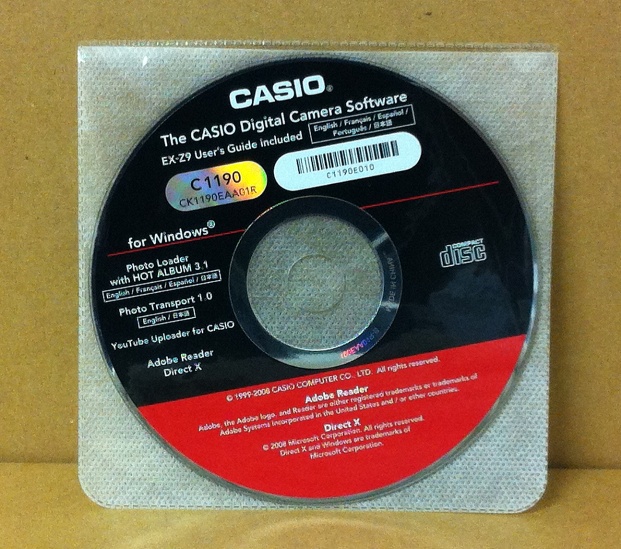 CASIO®
The CASIO Digital Camera Software
English / Français / Español /
Português / 日本語
EX-Z9 User's Guide included
C1190
CK1190EAA01R
C1190E010
for Windows®
Photo Loader
with HOT ALBUM 3.1
English / Français / Español / 日本語
Photo Transport 1.0
English / 日本語
YouTube Uploader for CASIO
Adobe Reader
Direct X
COMPACT
disc
MADE IN CHINA
© 1999-2008 CASIO COMPUTER CO., LTD. All rights reserved.
Adobe Reader
Adobe, the Adobe logo, and Reader are either registered trademarks or trademarks of
Adobe Systems Incorporated in the United States and / or other countries.
Direct X
© 2008 Microsoft Corporation. All rights reserved.
Direct X and Windows are trademarks of
Microsoft Corporation.